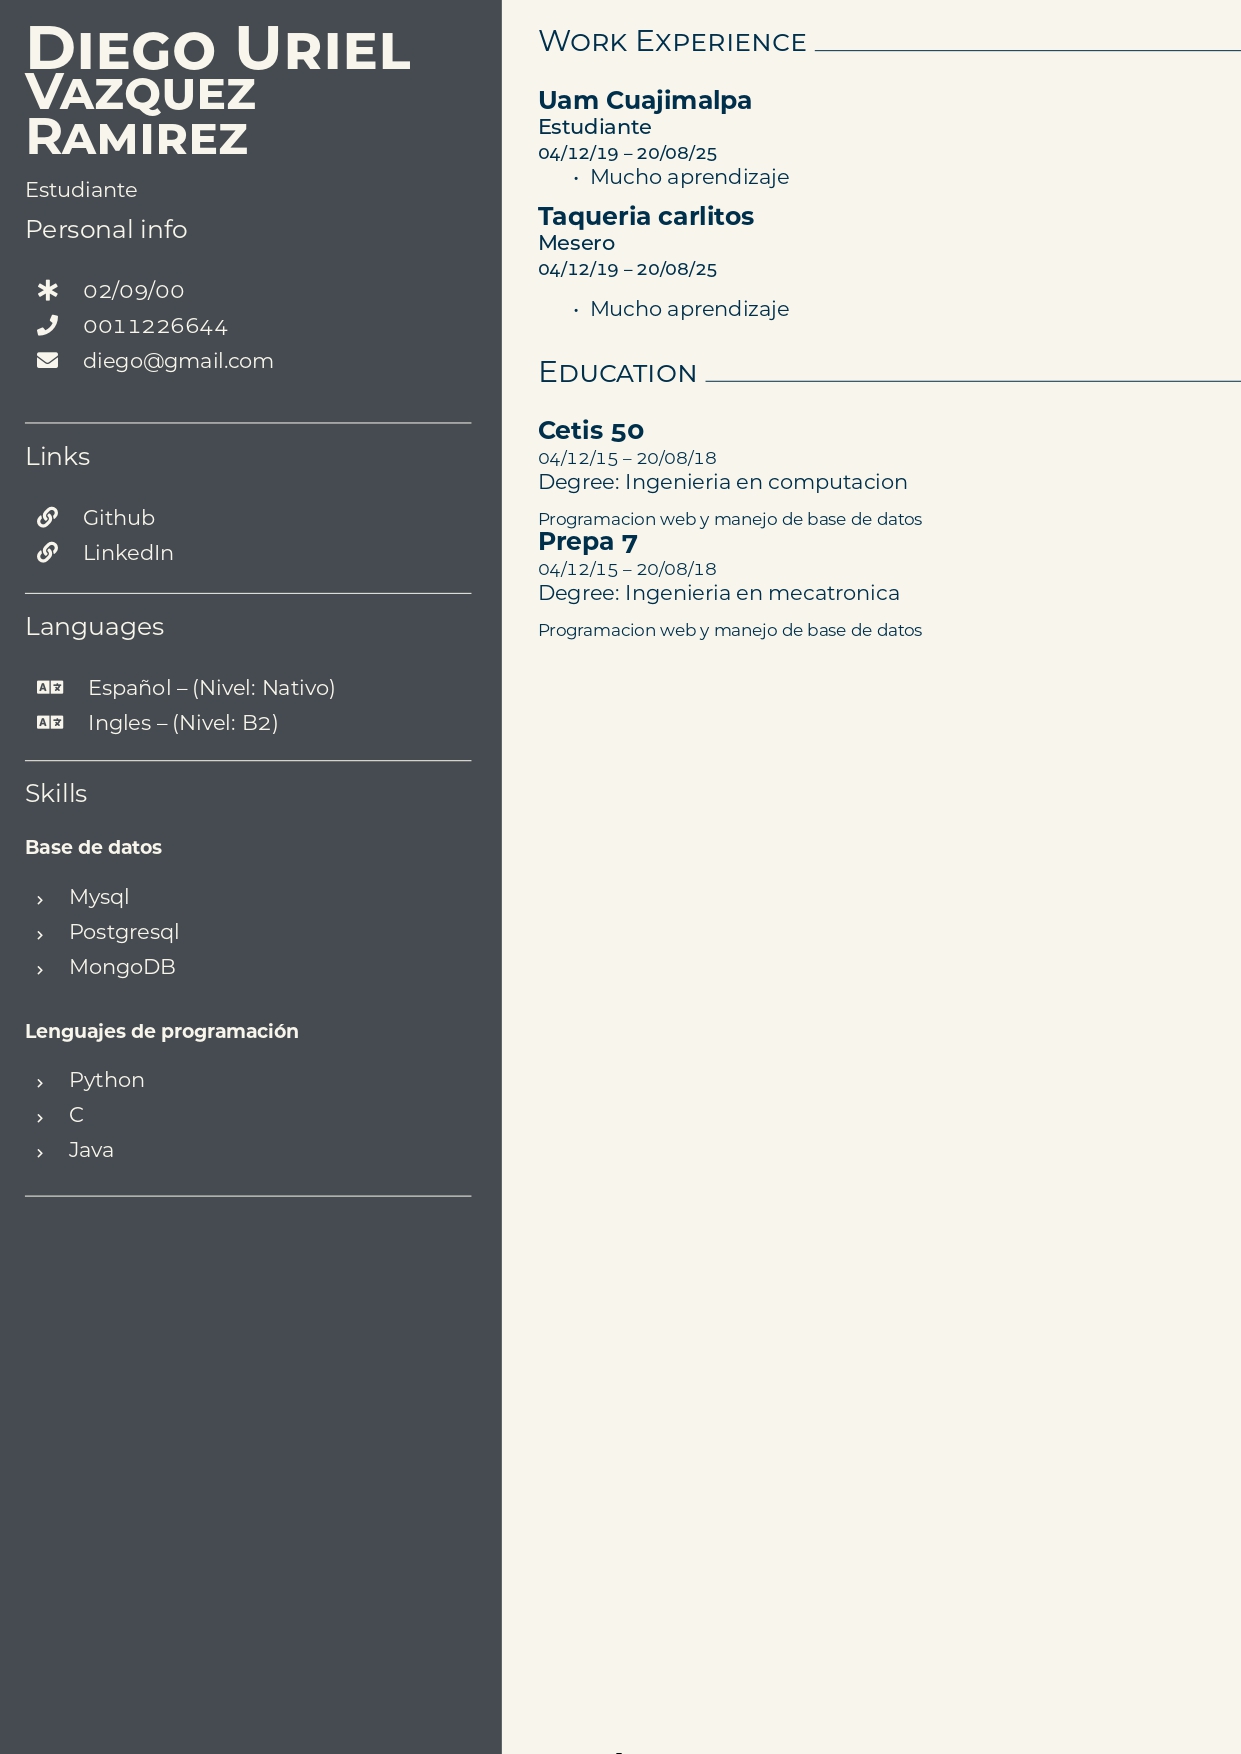 Diego Uriel
Vazquez
Ramirez
Estudiante
Personal info
02/09/00
0011226644
diego@gmail.com
Links
Github
LinkedIn
Languages
Español – (Nivel: Nativo)
Ingles – (Nivel: B2)
Skills
Base de datos
› Mysql
› Postgresql
› MongoDB
Lenguajes de programación
› Python
› C
› Java
Work Experience
Uam Cuajimalpa
Estudiante
04/12/19 – 20/08/25
• Mucho aprendizaje
Taqueria carlitos
Mesero
04/12/19 – 20/08/25
• Mucho aprendizaje
Education
Cetis 50
04/12/15 – 20/08/18
Degree: Ingenieria en computacion
Programacion web y manejo de base de datos
Prepa 7
04/12/15 – 20/08/18
Degree: Ingenieria en mecatronica
Programacion web y manejo de base de datos